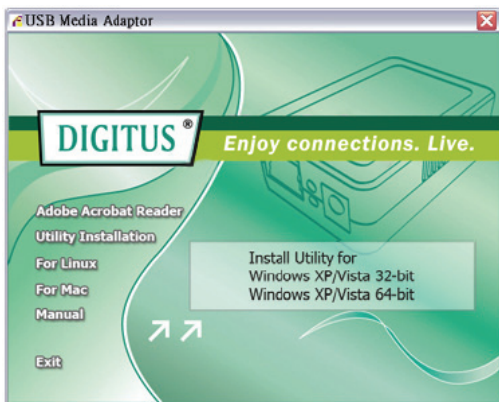 USB Media Adaptor
DIGITUS®
Enjoy connections. Live.
Adobe Acrobat Reader
Utility Installation
For Linux
For Mac
Manual
Exit
Install Utility for
Windows XP/Vista 32-bit
Windows XP/Vista 64-bit